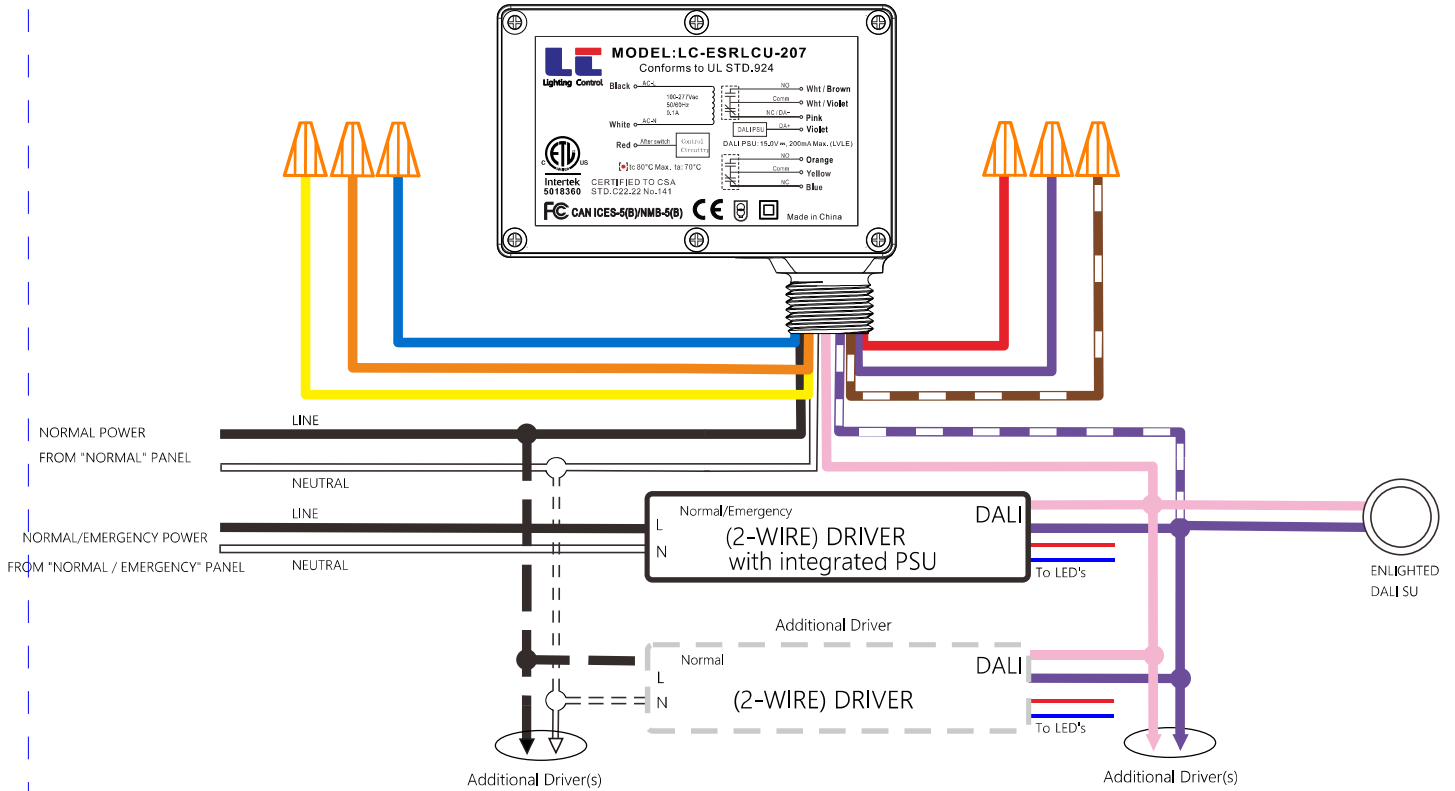 MODEL:LC-ESRLCU-207
Conforms to UL STD.924
LC
Lighting Control
Black
AC-L
100-277Vac
50/60Hz
0.1A
White
AC-N
Red
After switch
Control
Circuitry
tc 80°C Max. ta: 70°C
NO
Wht / Brown
Comm
Wht / Violet
NC / DA-
Pink
DALI PSU
DA+
Violet
DALI PSU: 15.0V⎓, 200mA Max. (LVLE)
NO
Orange
Comm
Yellow
NC
Blue
C ETL US
Intertek
5018360
CERTIFIED TO CSA
STD.C22.22 No.141
FC CAN ICES-5(B)/NMB-5(B)
CE
Made in China
LINE
NORMAL POWER
FROM "NORMAL" PANEL
NEUTRAL
LINE
NORMAL/EMERGENCY POWER
FROM "NORMAL / EMERGENCY" PANEL
NEUTRAL
Normal/Emergency
DALI
L
(2-WIRE) DRIVER
N
with integrated PSU
To LED's
ENLIGHTED
DALI SU
Additional Driver
Normal
DALI
L
N
(2-WIRE) DRIVER
To LED's
Additional Driver(s)
Additional Driver(s)